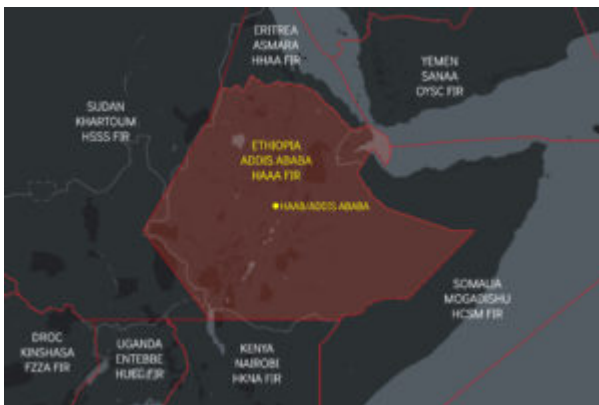 ERITREA
ASMARA
HHAA FIR
YEMEN
SANAA
OYSC FIR
SUDAN
KHARTOUM
HSSS FIR
ETHIOPIA
ADDIS ABABA
HAAA FIR
HAAB/ADDIS ABABA
SOMALIA
MOGADISHU
HCSM FIR
DROC
KINSHASA
FZZA FIR
UGANDA
ENTEBBE
HUEC FIR
KENYA
NAIROBI
HKNA FIR